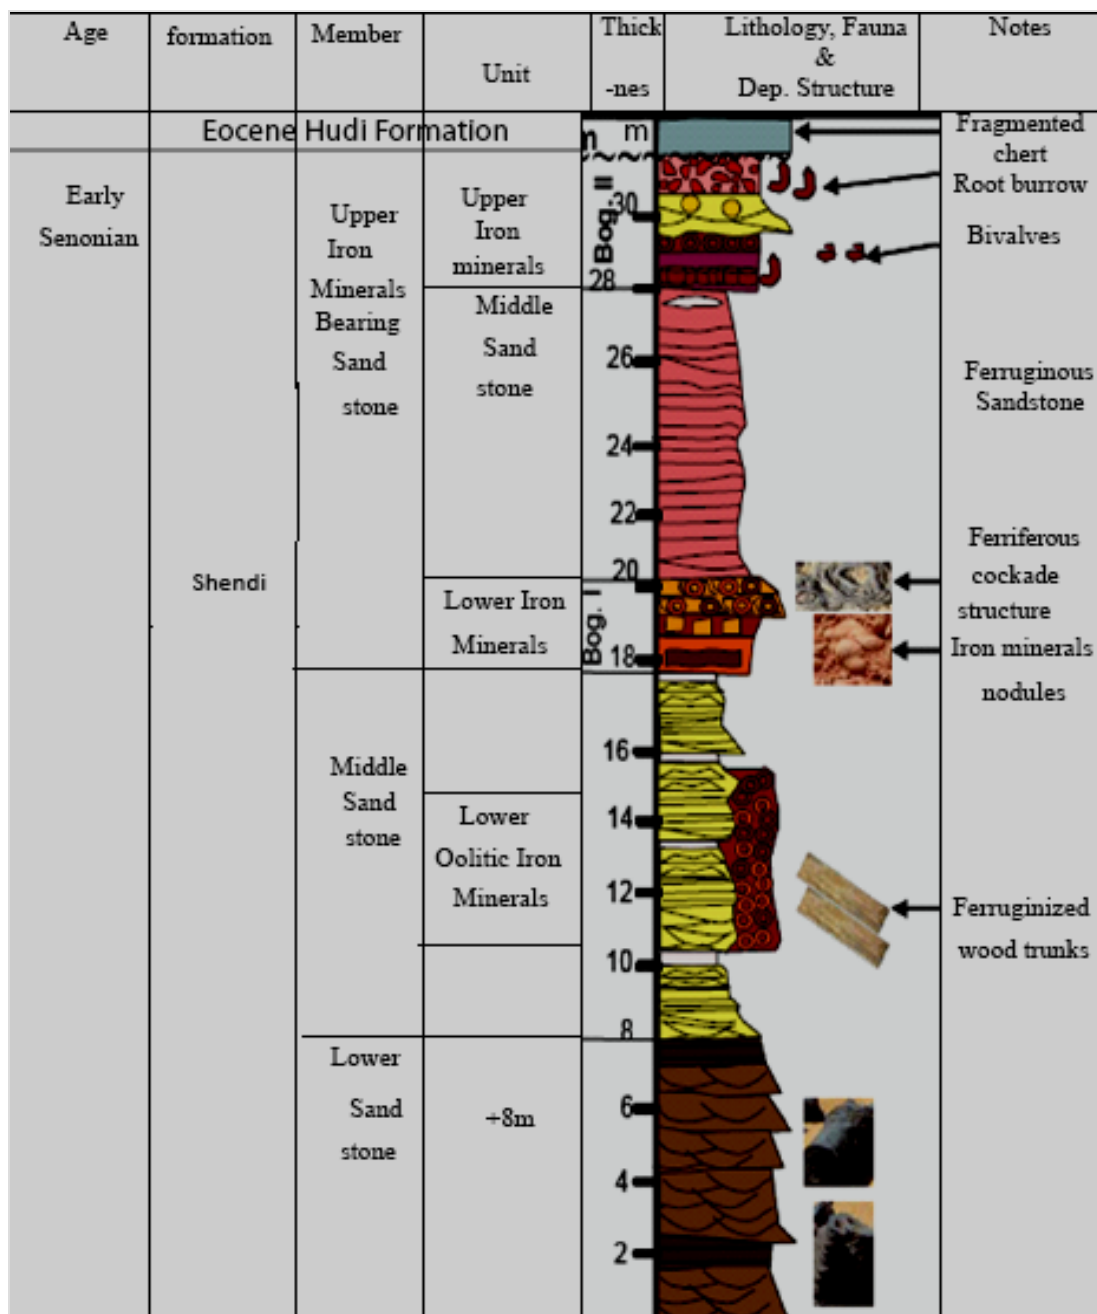 Age
formation
Member
Unit
Thick
-nes
Lithology, Fauna
&
Dep. Structure
Notes
Eocene Hudi Formation
m
Early
Senonian
Shendi
Upper
Iron
Minerals
Bearing
Sand
stone
Middle
Sand
stone
Lower
Sand
stone
Upper
Iron
minerals
Middle
Sand
stone
Lower Iron
Minerals
Lower
Oolitic Iron
Minerals
+8m
Bog. II
30
28
26
24
22
20
Bog. I
18
16
14
12
10
8
6
4
2
Fragmented
chert
Root burrow
Bivalves
Ferruginous
Sandstone
Ferriferous
cockade
structure
Iron minerals
nodules
Ferruginized
wood trunks